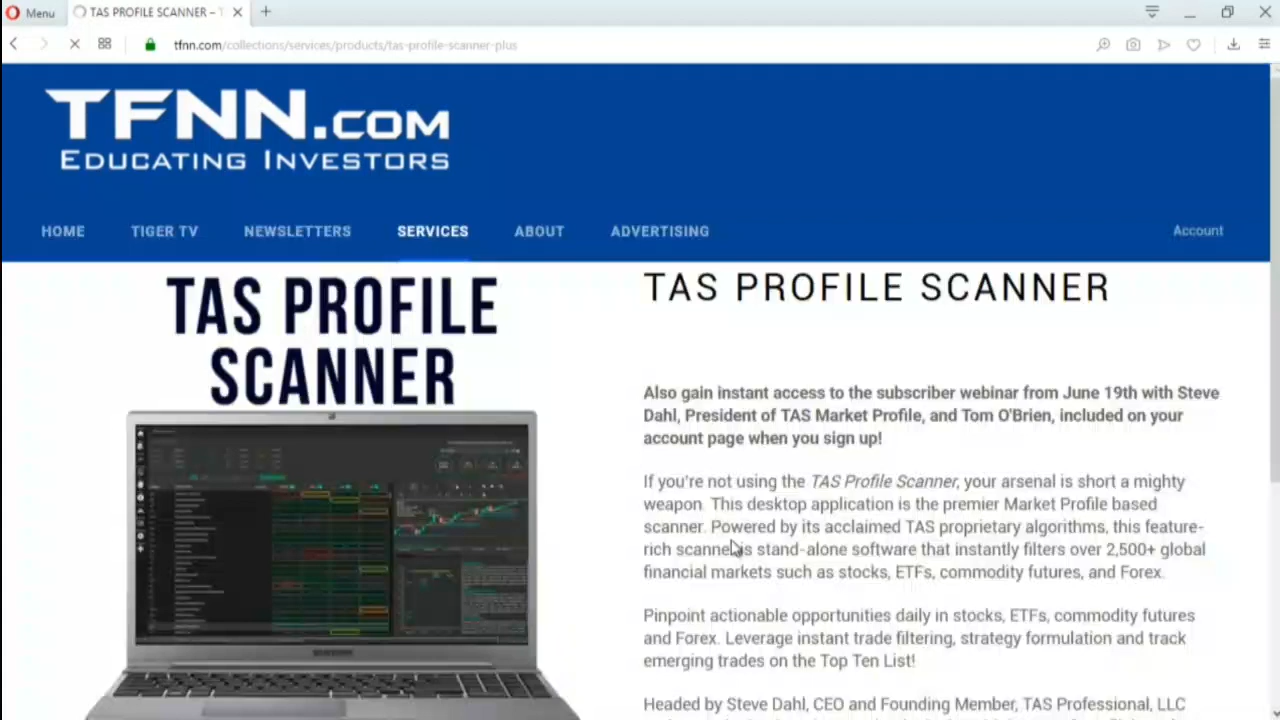 Menu
TAS PROFILE SCANNER –
tfnn.com/collections/services/products/tas-profile-scanner-plus
TFNN.COM
EDUCATING INVESTORS
HOME TIGER TV NEWSLETTERS SERVICES ABOUT ADVERTISING Account
TAS PROFILE
SCANNER
TAS PROFILE SCANNER
Also gain instant access to the subscriber webinar from June 19th with Steve
Dahl, President of TAS Market Profile, and Tom O'Brien, included on your
account page when you sign up!
If you're not using the TAS Profile Scanner, your arsenal is short a mighty
weapon. This desktop application is the premier Market Profile based
scanner. Powered by its acclaimed TAS proprietary algorithms, this feature-
rich scanner is stand-alone software that instantly filters over 2,500+ global
financial markets such as stocks, ETFs, commodity futures, and Forex.
Pinpoint actionable opportunities daily in stocks, ETFs, commodity futures
and Forex. Leverage instant trade filtering, strategy formulation and track
emerging trades on the Top Ten List!
Headed by Steve Dahl, CEO and Founding Member, TAS Professional, LLC